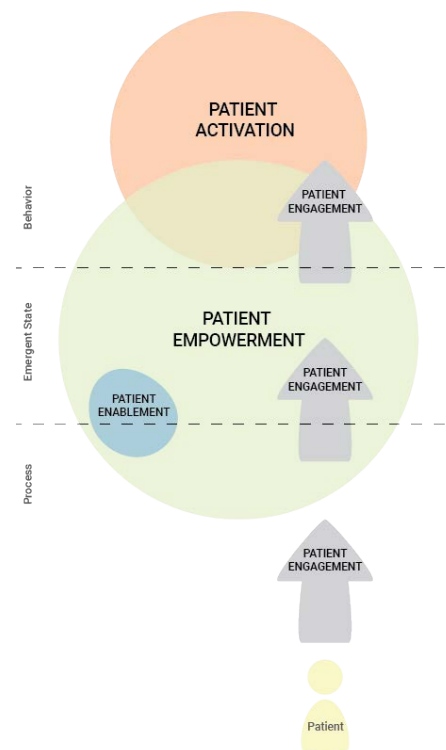 PATIENT
ACTIVATION
Behavior
PATIENT
ENGAGEMENT
Emergent State
PATIENT
EMPOWERMENT
PATIENT
ENGAGEMENT
PATIENT
ENABLEMENT
Process
PATIENT
ENGAGEMENT
Patient